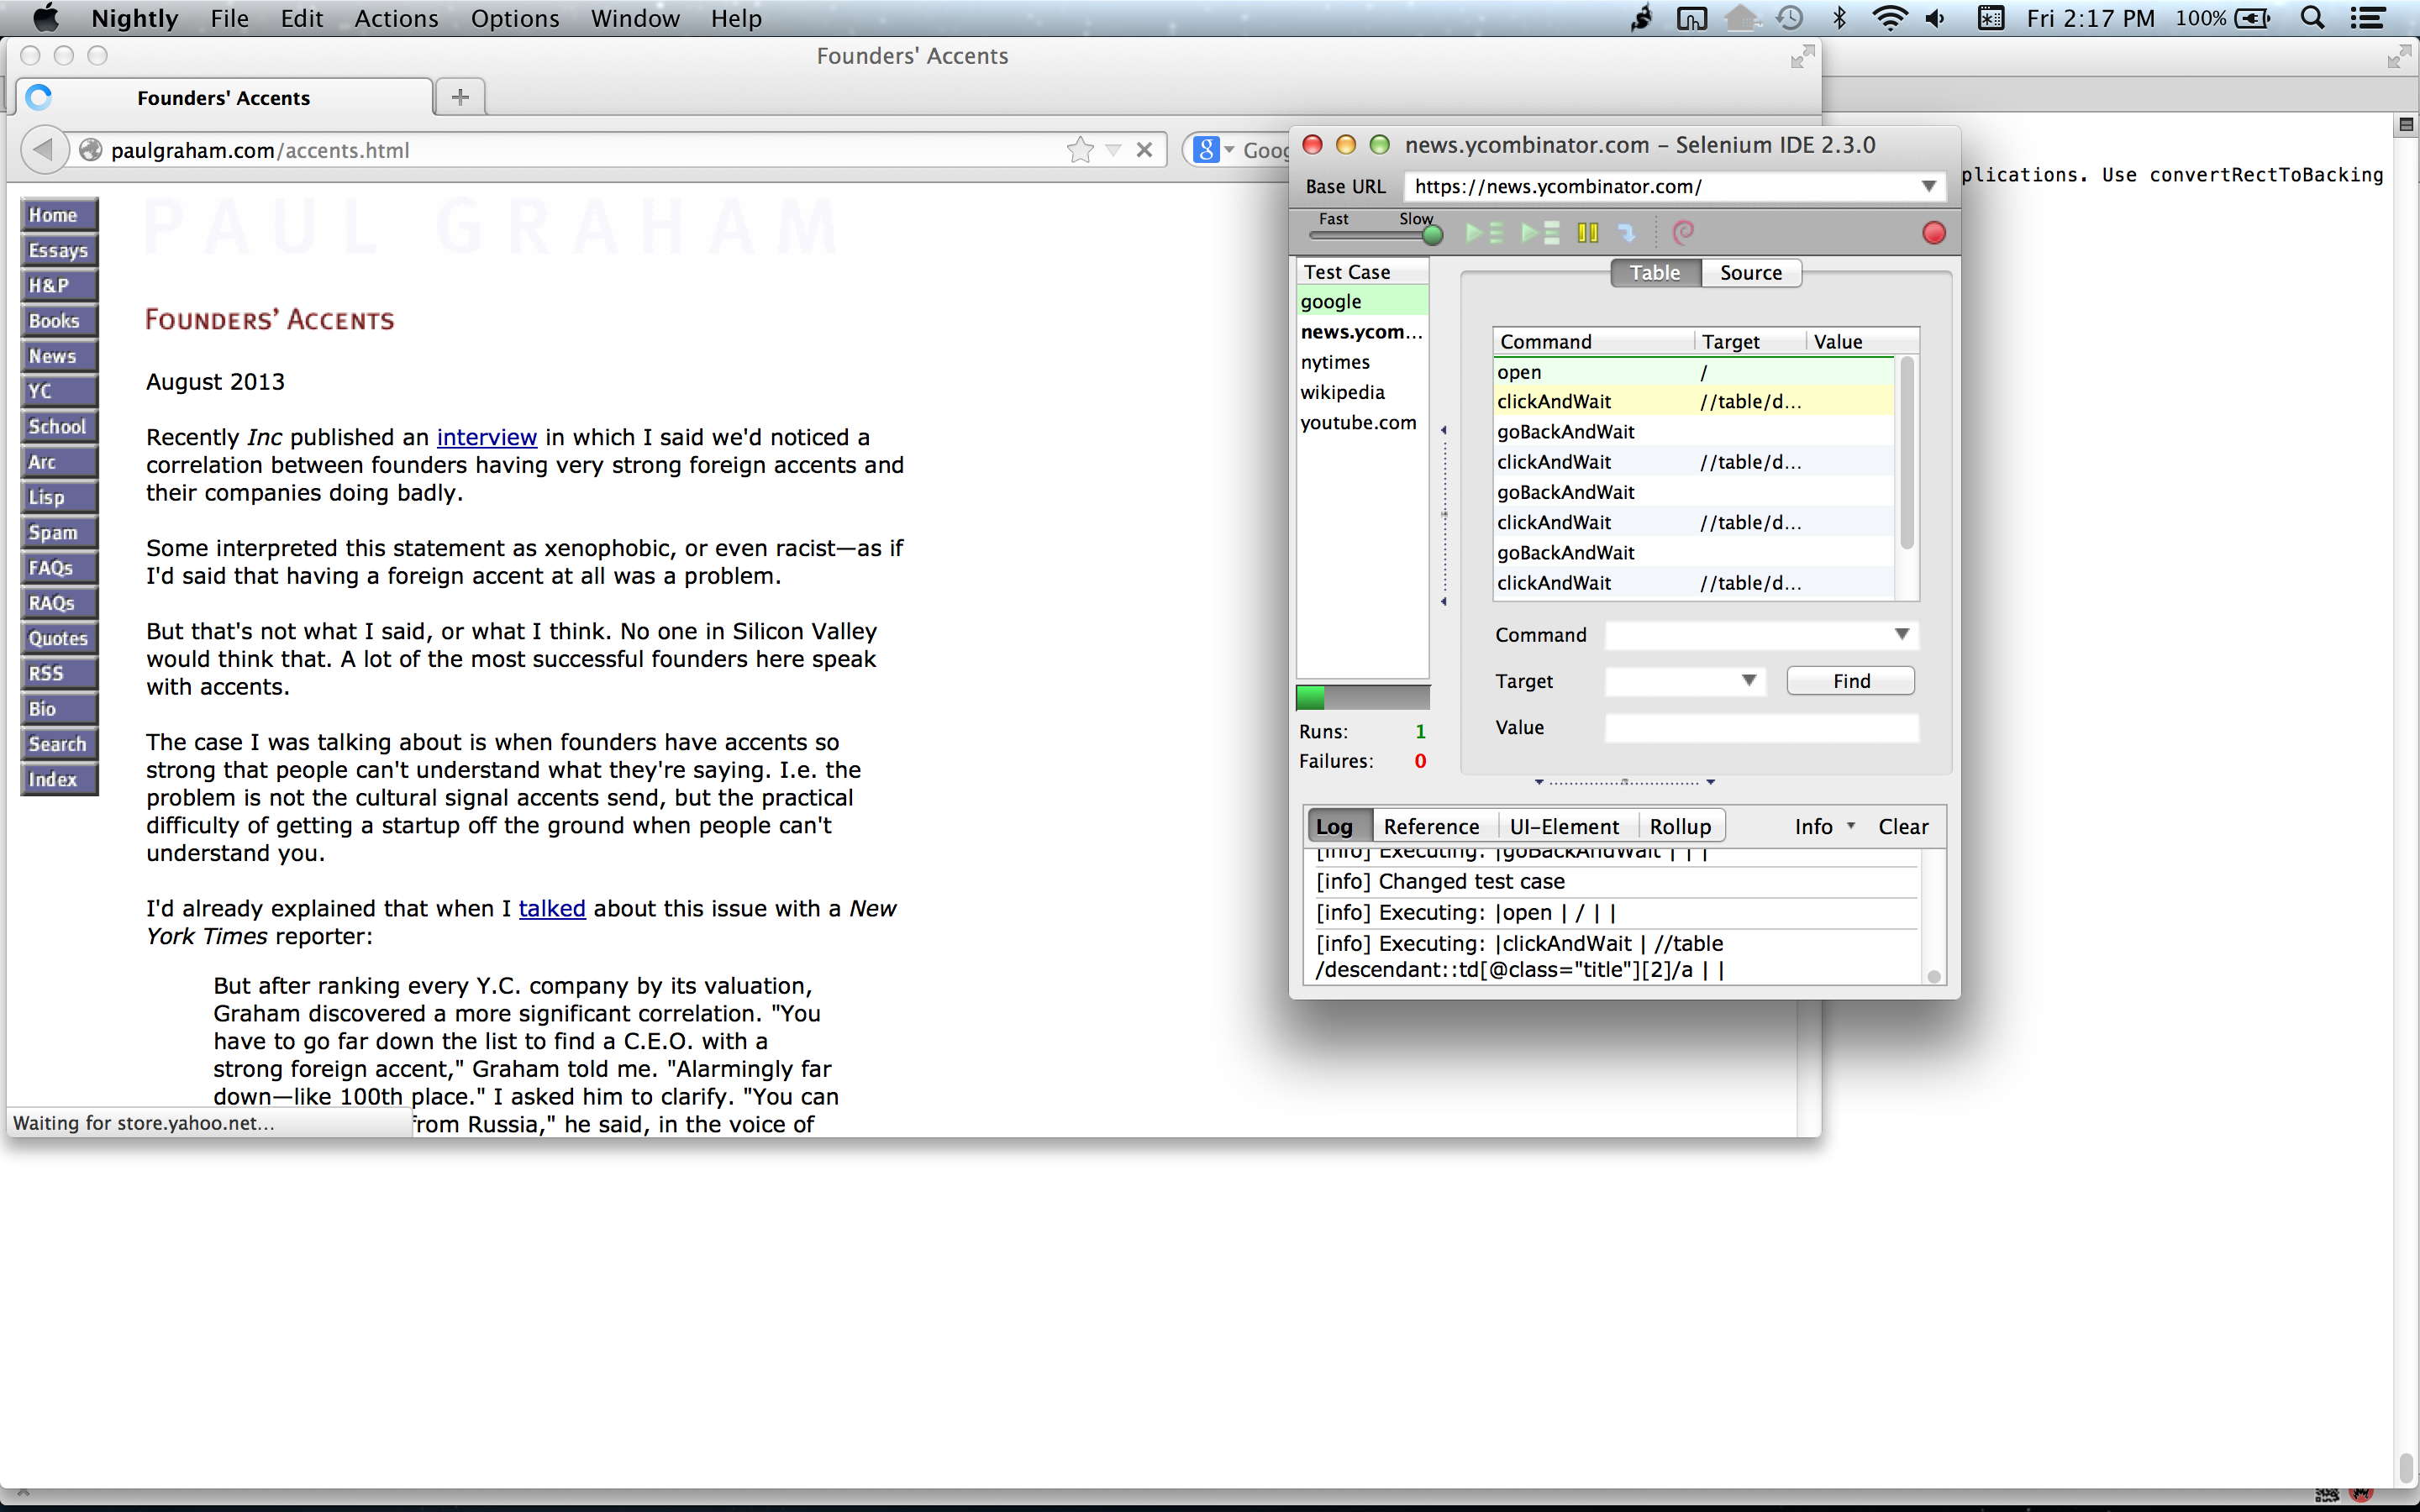 Nightly File Edit Actions Options Window Help Fri 2:17 PM 100%
Founders' Accents
Founders' Accents
paulgraham.com/accents.html
Goog
plications. Use convertRectToBacking
Home
Essays
H&P
Books
News
YC
School
Arc
Lisp
Spam
FAQs
RAQs
Quotes
RSS
Bio
Search
Index
PAUL GRAHAM
FOUNDERS' ACCENTS
August 2013
Recently Inc published an interview in which I said we'd noticed a
correlation between founders having very strong foreign accents and
their companies doing badly.
Some interpreted this statement as xenophobic, or even racist—as if
I'd said that having a foreign accent at all was a problem.
But that's not what I said, or what I think. No one in Silicon Valley
would think that. A lot of the most successful founders here speak
with accents.
The case I was talking about is when founders have accents so
strong that people can't understand what they're saying. I.e. the
problem is not the cultural signal accents send, but the practical
difficulty of getting a startup off the ground when people can't
understand you.
I'd already explained that when I talked about this issue with a New
York Times reporter:
But after ranking every Y.C. company by its valuation,
Graham discovered a more significant correlation. "You
have to go far down the list to find a C.E.O. with a
strong foreign accent," Graham told me. "Alarmingly far
down—like 100th place." I asked him to clarify. "You can
from Russia," he said, in the voice of
Waiting for store.yahoo.net...
news.ycombinator.com - Selenium IDE 2.3.0
Base URL https://news.ycombinator.com/
Fast Slow
Test Case
google
news.ycom...
nytimes
wikipedia
youtube.com
Runs: 1
Failures: 0
Table Source
Command Target Value
open /
clickAndWait //table/d...
goBackAndWait
clickAndWait //table/d...
goBackAndWait
clickAndWait //table/d...
goBackAndWait
clickAndWait //table/d...
Command
Target Find
Value
Log Reference UI-Element Rollup Info Clear
[info] Executing: |goBackAndWait | | |
[info] Changed test case
[info] Executing: |open | / | |
[info] Executing: |clickAndWait | //table
/descendant::td[@class="title"][2]/a | |